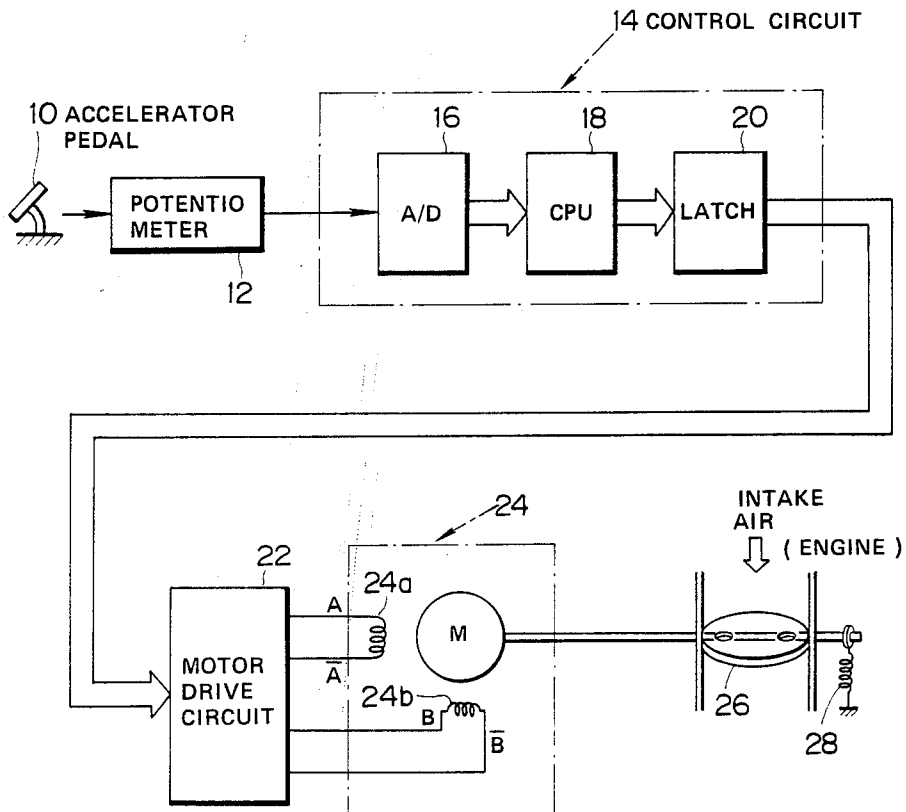 14 CONTROL CIRCUIT
10 ACCELERATOR
PEDAL
16
18
20
POTENTIO
METER
A/D
CPU
LATCH
12
24
INTAKE
AIR
( ENGINE )
22
24a
A
M
A̅
MOTOR
DRIVE
CIRCUIT
24b
B
B̅
26
28